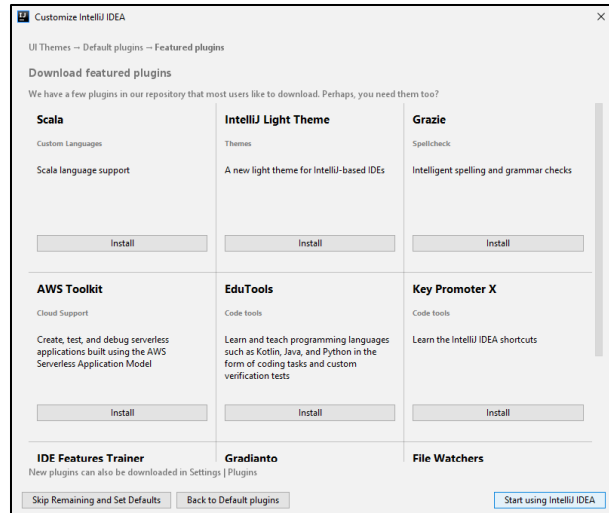 Customize IntelliJ IDEA
UI Themes → Default plugins → Featured plugins
Download featured plugins
We have a few plugins in our repository that most users like to download. Perhaps, you need them too?
Scala
Custom Languages
Scala language support
Install
IntelliJ Light Theme
Themes
A new light theme for IntelliJ-based IDEs
Install
Grazie
Spellcheck
Intelligent spelling and grammar checks
Install
AWS Toolkit
Cloud Support
Create, test, and debug serverless
applications built using the AWS
Serverless Application Model
Install
EduTools
Code tools
Learn and teach programming languages
such as Kotlin, Java, and Python in the
form of coding tasks and custom
verification tests
Install
Key Promoter X
Code tools
Learn the IntelliJ IDEA shortcuts
Install
IDE Features Trainer
Gradianto
File Watchers
New plugins can also be downloaded in Settings | Plugins
Skip Remaining and Set Defaults
Back to Default plugins
Start using IntelliJ IDEA